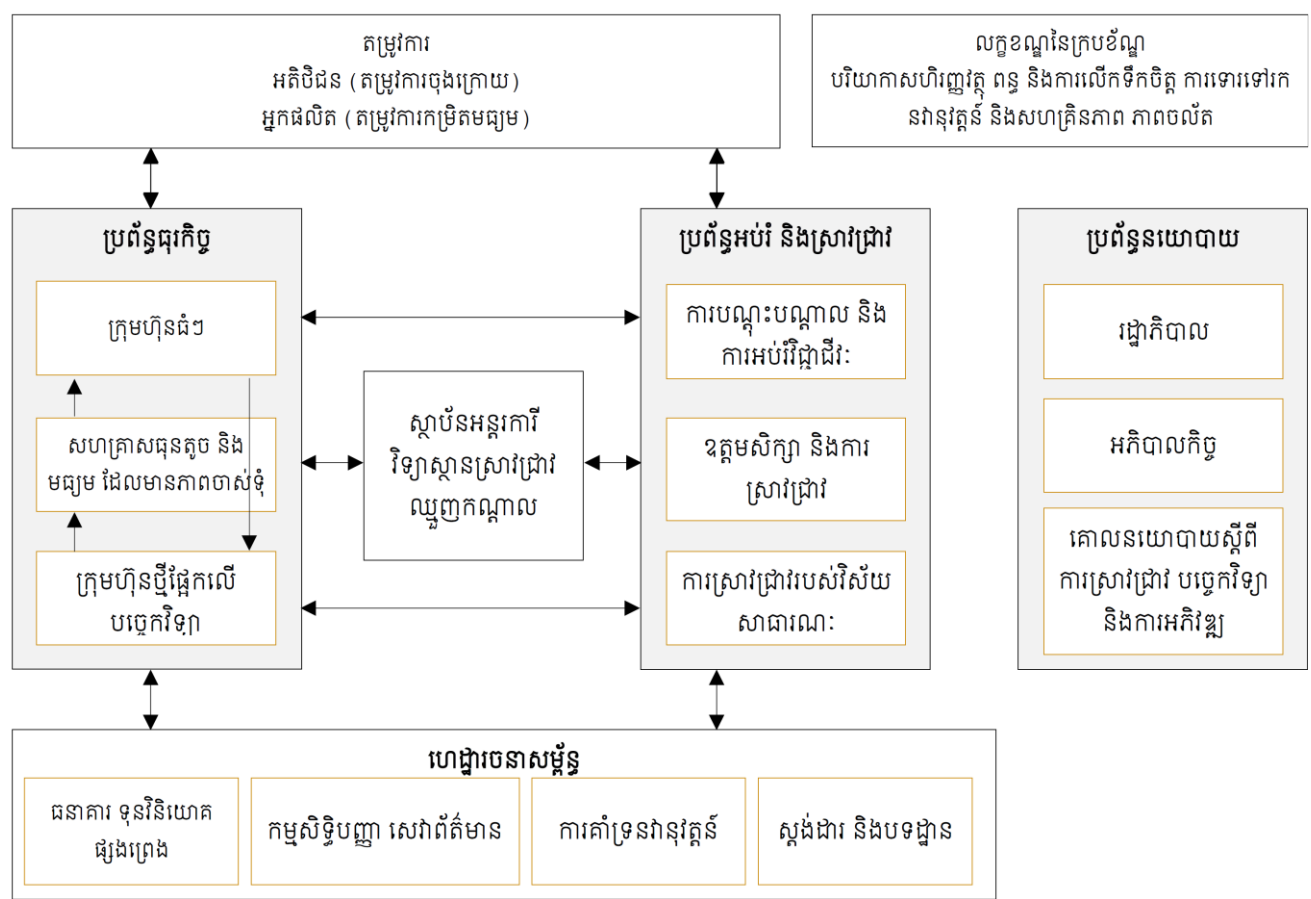 តម្រូវការ
អតិថិជន (តម្រូវការចុងក្រោយ)
អ្នកផលិត (តម្រូវការកម្រិតមធ្យម)
លក្ខខណ្ឌនៃក្របខ័ណ្ឌ
បរិយាកាសហិរញ្ញវត្ថុ ពន្ធ និងការលើកទឹកចិត្ត ការទោរទៅរក
នវានុវត្តន៍ និងសហគ្រិនភាព ភាពចល័ត
ប្រព័ន្ធធុរកិច្ច
ក្រុមហ៊ុនធំៗ
សហគ្រាសធុនតូច និង
មធ្យម ដែលមានភាពចាស់ទុំ
ក្រុមហ៊ុនថ្មីផ្អែកលើ
បច្ចេកវិទ្យា
ស្ថាប័នអន្តរការី
វិទ្យាស្ថានស្រាវជ្រាវ
ឈ្មួញកណ្ដាល
ប្រព័ន្ធអប់រំ និងស្រាវជ្រាវ
ការបណ្តុះបណ្តាល និង
ការអប់រំវិជ្ជាជីវៈ
ឧត្តមសិក្សា និងការ
ស្រាវជ្រាវ
ការស្រាវជ្រាវរបស់វិស័យ
សាធារណៈ
ប្រព័ន្ធនយោបាយ
រដ្ឋាភិបាល
អភិបាលកិច្ច
គោលនយោបាយស្តីពី
ការស្រាវជ្រាវ បច្ចេកវិទ្យា
និងការអភិវឌ្ឍ
ហេដ្ឋារចនាសម្ព័ន្ធ
ធនាគារ ទុនវិនិយោគ
ផ្សងព្រេង
កម្មសិទ្ធិបញ្ញា សេវាព័ត៌មាន
ការគាំទ្រនវានុវត្តន៍
ស្តង់ដារ និងបទដ្ឋាន